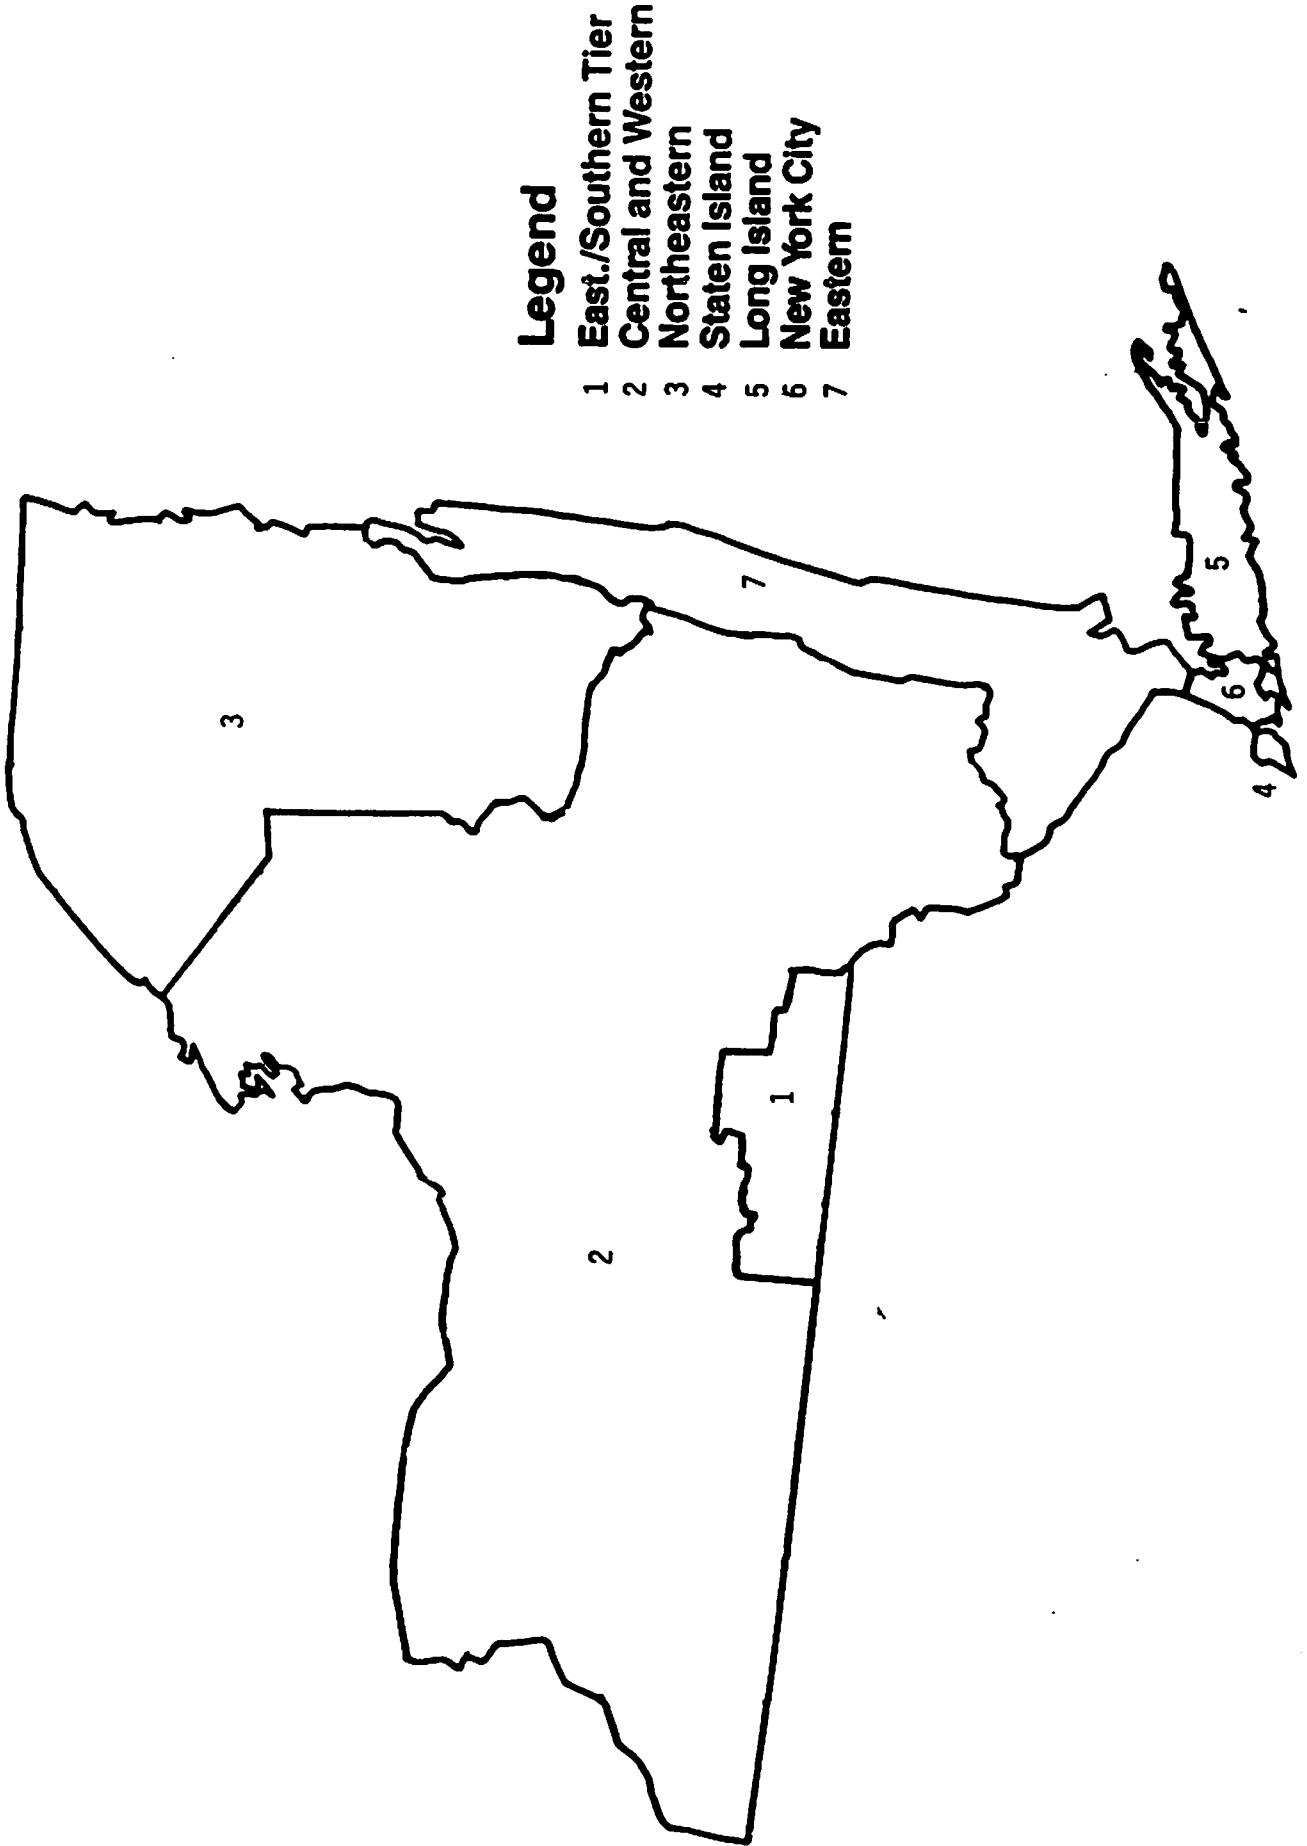 Legend
1 East./Southern Tier
2 Central and Western
3 Northeastern
4 Staten Island
5 Long Island
6 New York City
7 Eastern
3
7
2
1
5
6
4